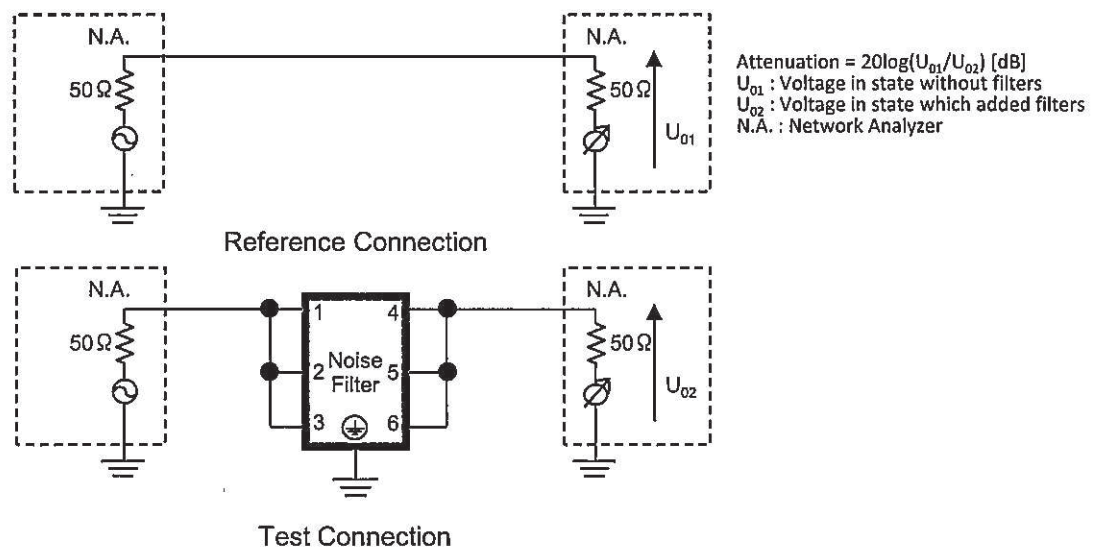 N.A.
50Ω
N.A.
50Ω
U01
Attenuation = 20log(U01/U02) [dB]
U01 : Voltage in state without filters
U02 : Voltage in state which added filters
N.A. : Network Analyzer
Reference Connection
N.A.
50Ω
1
2
3
Noise
Filter
4
5
6
N.A.
50Ω
U02
Test Connection